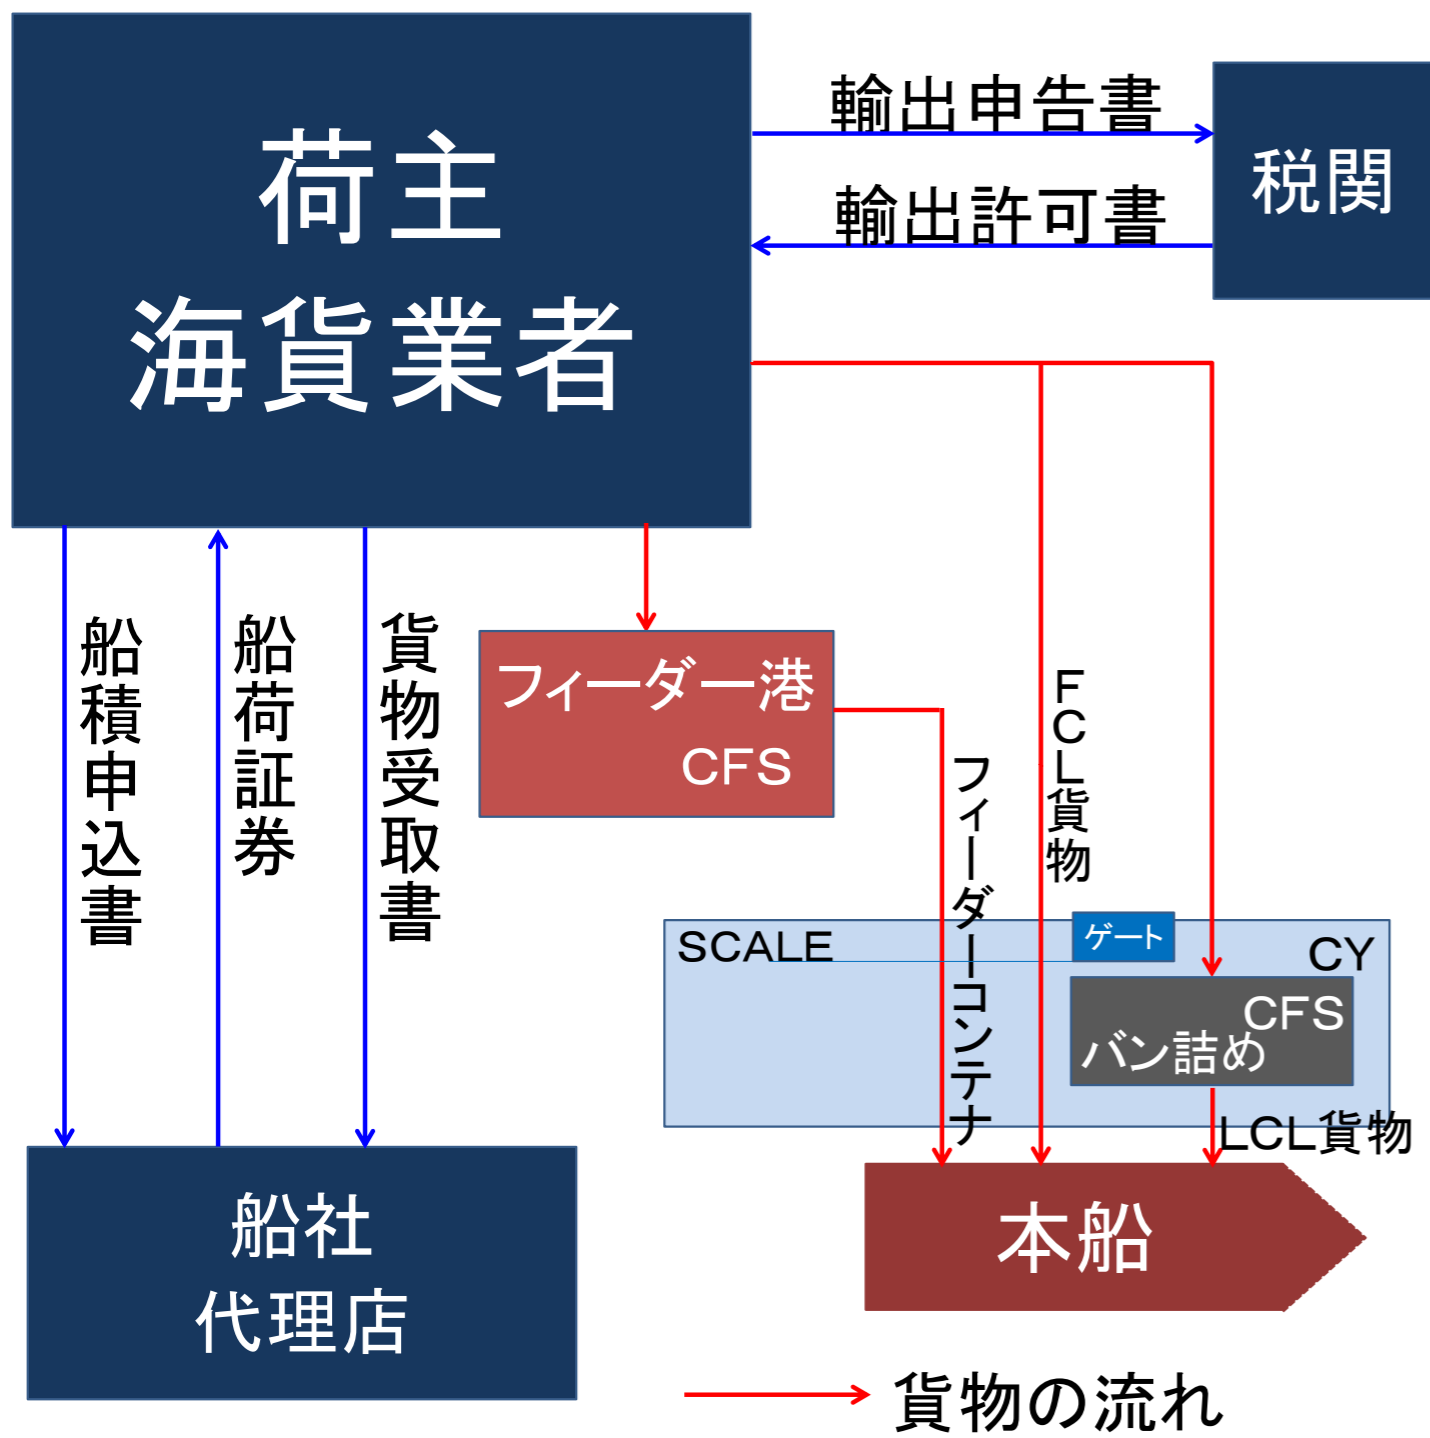 荷主
海貨業者
輸出申告書
輸出許可書
税関
船積申込書
船荷証券
貨物受取書
フィーダー港
CFS
フィーダーコンテナ
FCL貨物
SCALE
ゲート
CY
CFS
バン詰め
LCL貨物
船社
代理店
本船
貨物の流れ